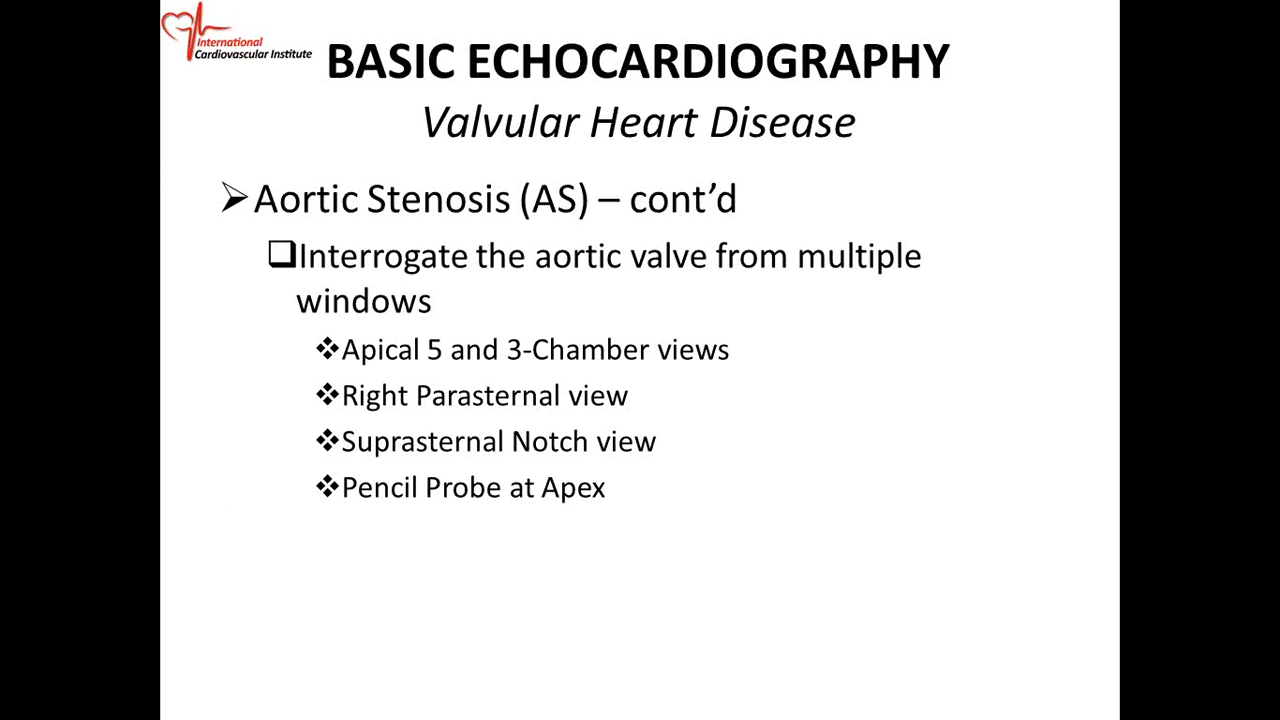 International
Cardiovascular Institute
BASIC ECHOCARDIOGRAPHY
Valvular Heart Disease
Aortic Stenosis (AS) – cont’d
Interrogate the aortic valve from multiple
windows
Apical 5 and 3-Chamber views
Right Parasternal view
Suprasternal Notch view
Pencil Probe at Apex